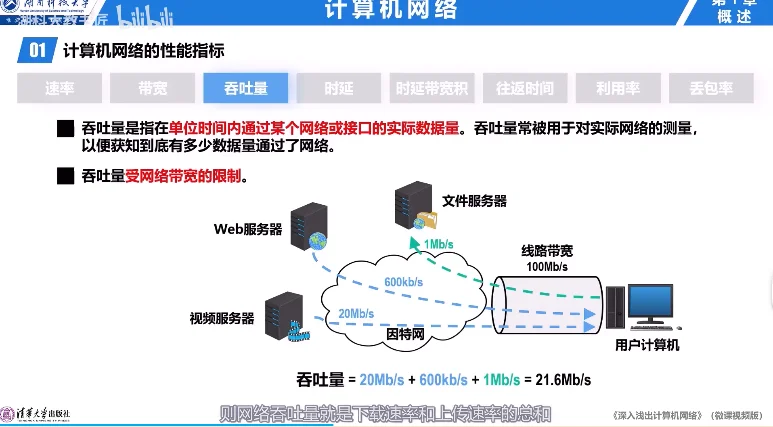 湖南科技大学
湖科大教书匠 bilibili
计算机网络
第1章
概述
01 计算机网络的性能指标
速率 带宽 吞吐量 时延 时延带宽积 往返时间 利用率 丢包率
吞吐量是指在单位时间内通过某个网络或接口的实际数据量。吞吐量常被用于对实际网络的测量，
以便获知到底有多少数据量通过了网络。
吞吐量受网络带宽的限制。
文件服务器
Web服务器
1Mb/s
线路带宽
100Mb/s
600kb/s
视频服务器
20Mb/s
因特网
用户计算机
吞吐量 = 20Mb/s + 600kb/s + 1Mb/s = 21.6Mb/s
则网络吞吐量就是下载速率和上传速率的总和
清华大学出版社
《深入浅出计算机网络》（微课视频版）